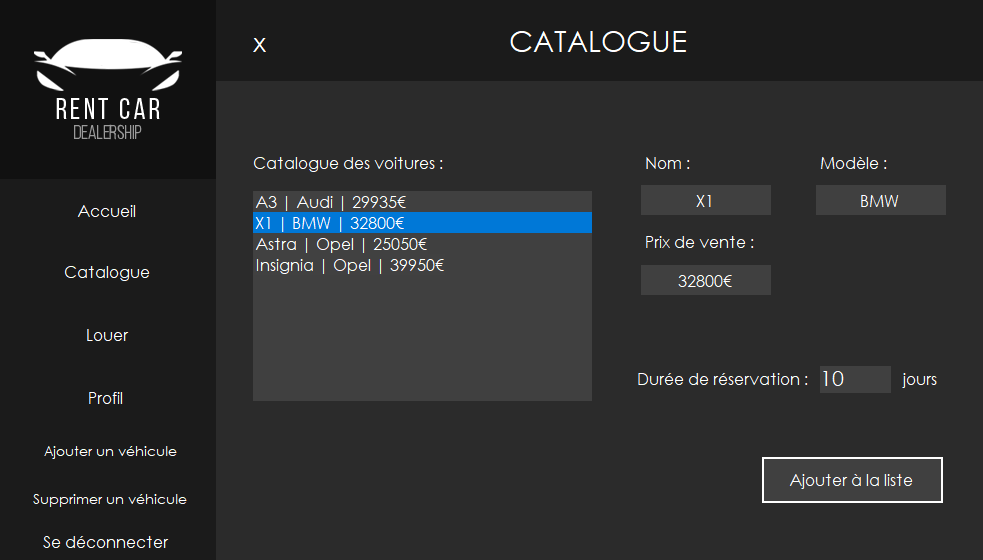 RENT CAR
DEALERSHIP
Accueil
Catalogue
Louer
Profil
Ajouter un véhicule
Supprimer un véhicule
Se déconnecter
X
CATALOGUE
Catalogue des voitures :
A3 | Audi | 29935€
X1 | BMW | 32800€
Astra | Opel | 25050€
Insignia | Opel | 39950€
Nom :
Modèle :
X1
BMW
Prix de vente :
32800€
Durée de réservation : 10 jours
Ajouter à la liste